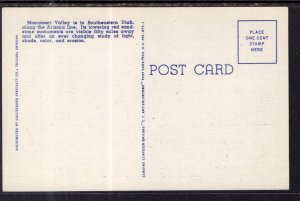 Monument Valley is in Southeastern Utah,
along the Arizona line. Its towering red sand-
stone monuments are visible fifty miles away
and offer an ever changing study of light,
shade, color, and erosion.
POST CARD
PLACE
ONE CENT
STAMP
HERE